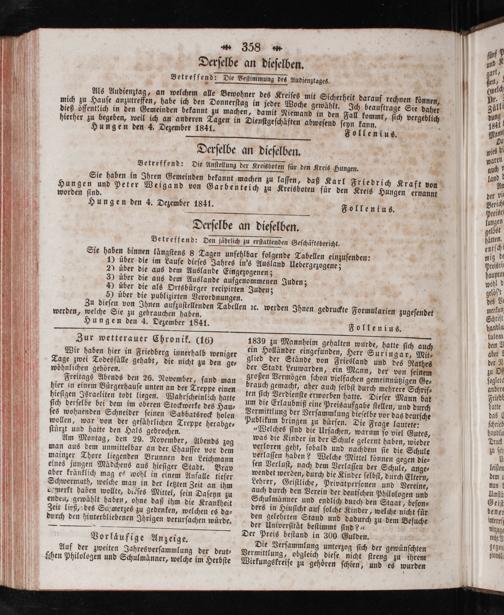 358
Derselbe an dieselben.
Betreffend: Die Bestimmung des Audienztages.
Als Audienztag, an welchem alle Bewohner des Kreises mit Sicherheit darauf rechnen können,
mich zu Hause anzutreffen, habe ich den Donnerstag in jeder Woche gewählt. Ich beauftrage Sie daher
dieß öffentlich in den Gemeinden bekannt zu machen, damit Niemand in den Fall kommt, sich vergeblich
hierher zu begeben, weil ich an anderen Tagen in Dienstgeschäften abwesend seyn kann.
Hungen den 4. Dezember 1841. Follenius.
Derselbe an dieselben.
Betreffend: Die Anstellung der Kreisboten für den Kreis Hungen.
Sie haben in Ihren Gemeinden bekannt machen zu lassen, daß Karl Friedrich Kraft von
Hungen und Peter Weigand von Garbenteich zu Kreisboten für den Kreis Hungen ernannt
worden sind.
Hungen den 4. Dezember 1841. Follenius.
Derselbe an dieselben.
Betreffend: Den jährlich zu erstattenden Geschäftsbericht.
Sie haben binnen längstens 8 Tagen unfehlbar folgende Tabellen einzusenden:
1) über die im Laufe dieses Jahres in's Ausland Uebergezogene;
2) über die aus dem Auslande Eingezogenen;
3) über die aus dem Auslande aufgenommenen Juden;
4) über die als Ortsbürger recipirten Juden;
5) über die publizirten Verordnungen.
Zu diesen von Ihnen aufzustellenden Tabellen ꝛc. werden Ihnen gedruckte Formularien zugesendet
werden, welche Sie zu gebrauchen haben.
Hungen den 4. Dezember 1841. Follenius.
Zur wetterauer Chronik. (16)
Wir haben hier in Friedberg innerhalb weniger
Tage zwei Todesfälle gehabt, die nicht zu den ge-
wöhnlichen gehören.
Freitags Abends den 26. November, fand man
hier in einem Bürgerhause unten an der Treppe einen
hiesigen Israeliten todt liegen. Wahrscheinlich hatte
sich derselbe bei dem im oberen Stockwerke des Hau-
ses wohnenden Schneider seinen Sabbatsrock holen
wollen, war von der gefährlichen Treppe herabge-
stürzt und hatte den Hals gebrochen.
Am Montag, den 29. November, Abends zog
man aus dem unmittelbar an der Chaussee vor dem
mainzer Thore liegenden Brunnen den Leichmann
eines jungen Mädchens aus hiesiger Stadt. Brav
aber kränklich mag es wohl in einem Anfalle tiefer
Schwermuth, welche man in der letzten Zeit an ihm
bemerkt haben wollte, dieses Mittel, sein Daseyn zu
enden, gewählt haben, ohne daß ihm die Krankheit
Zeit ließ, des Schmerzes zu gedenken, welchen es da-
durch den hinterbliebenen Ihrigen verursachen würde.
Vorläufige Anzeige.
Auf der zweiten Jahresversammlung der deut-
schen Philologen und Schulmänner, welche im Herbste
1839 zu Mannheim gehalten wurde, hatte sich auch
ein Holländer eingefunden, Herr Suringar, Mit-
glied der Stände von Friesland und des Rathes
der Stadt Leuwarden, ein Mann, der von seinem
großen Vermögen schon vielfachen gemeinnützigen Ge-
brauch gemacht, aber auch selbst durch mehrere Schrif-
ten sich Verdienste erworben hatte. Dieser Mann bat
um die Erlaubniß eine Preisaufgabe stellen, und durch
Vermittlung der Versammlung dieselbe vor das deutsche
Publikum bringen zu dürfen. Die Frage lautete:
»Welches sind die Ursachen, warum so viel Gutes,
was die Kinder in der Schule gelernt haben, wieder
verloren geht, sobald und nachdem sie die Schule
verlassen haben? Welche Mittel können gegen die-
sen Verlust, nach dem Verlassen der Schule, ange-
wendet werden, durch die Kinder selbst, durch Eltern,
Lehrer, Geistliche, Privatvereine und Vereine,
auch durch den Verein der deutschen Philologen und
Schulmänner und endlich durch den Staat, beson-
ders in Hinsicht auf solche Kinder, welche nicht für
den gelehrten Stand und dadurch zu dem Besuche
der Universität bestimmt sind?«
Der Preis bestand in 300 Gulden.
Die Versammlung unterzog sich der gewünschten
Vermittlung, obgleich diese nicht streng zu ihrem
Wirkungskreise zu gehören schien, und es wurden